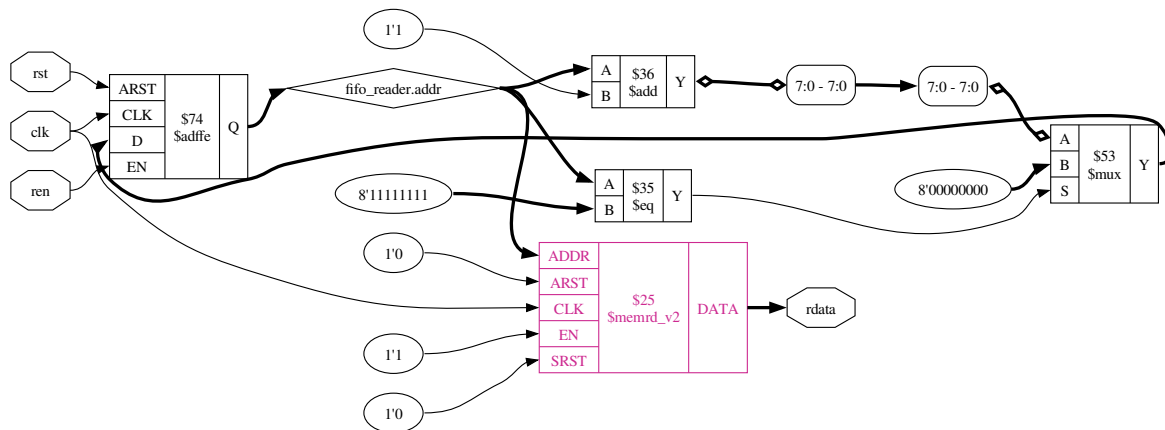 rst
clk
ren
ARST
CLK
D
EN
$74
$adffe
Q
fifo_reader.addr
1'1
A
B
$36
$add
Y
7:0 - 7:0
7:0 - 7:0
8'11111111
A
B
$35
$eq
Y
8'00000000
A
B
S
$53
$mux
Y
1'0
1'1
1'0
ADDR
ARST
CLK
EN
SRST
$25
$memrd_v2
DATA
rdata